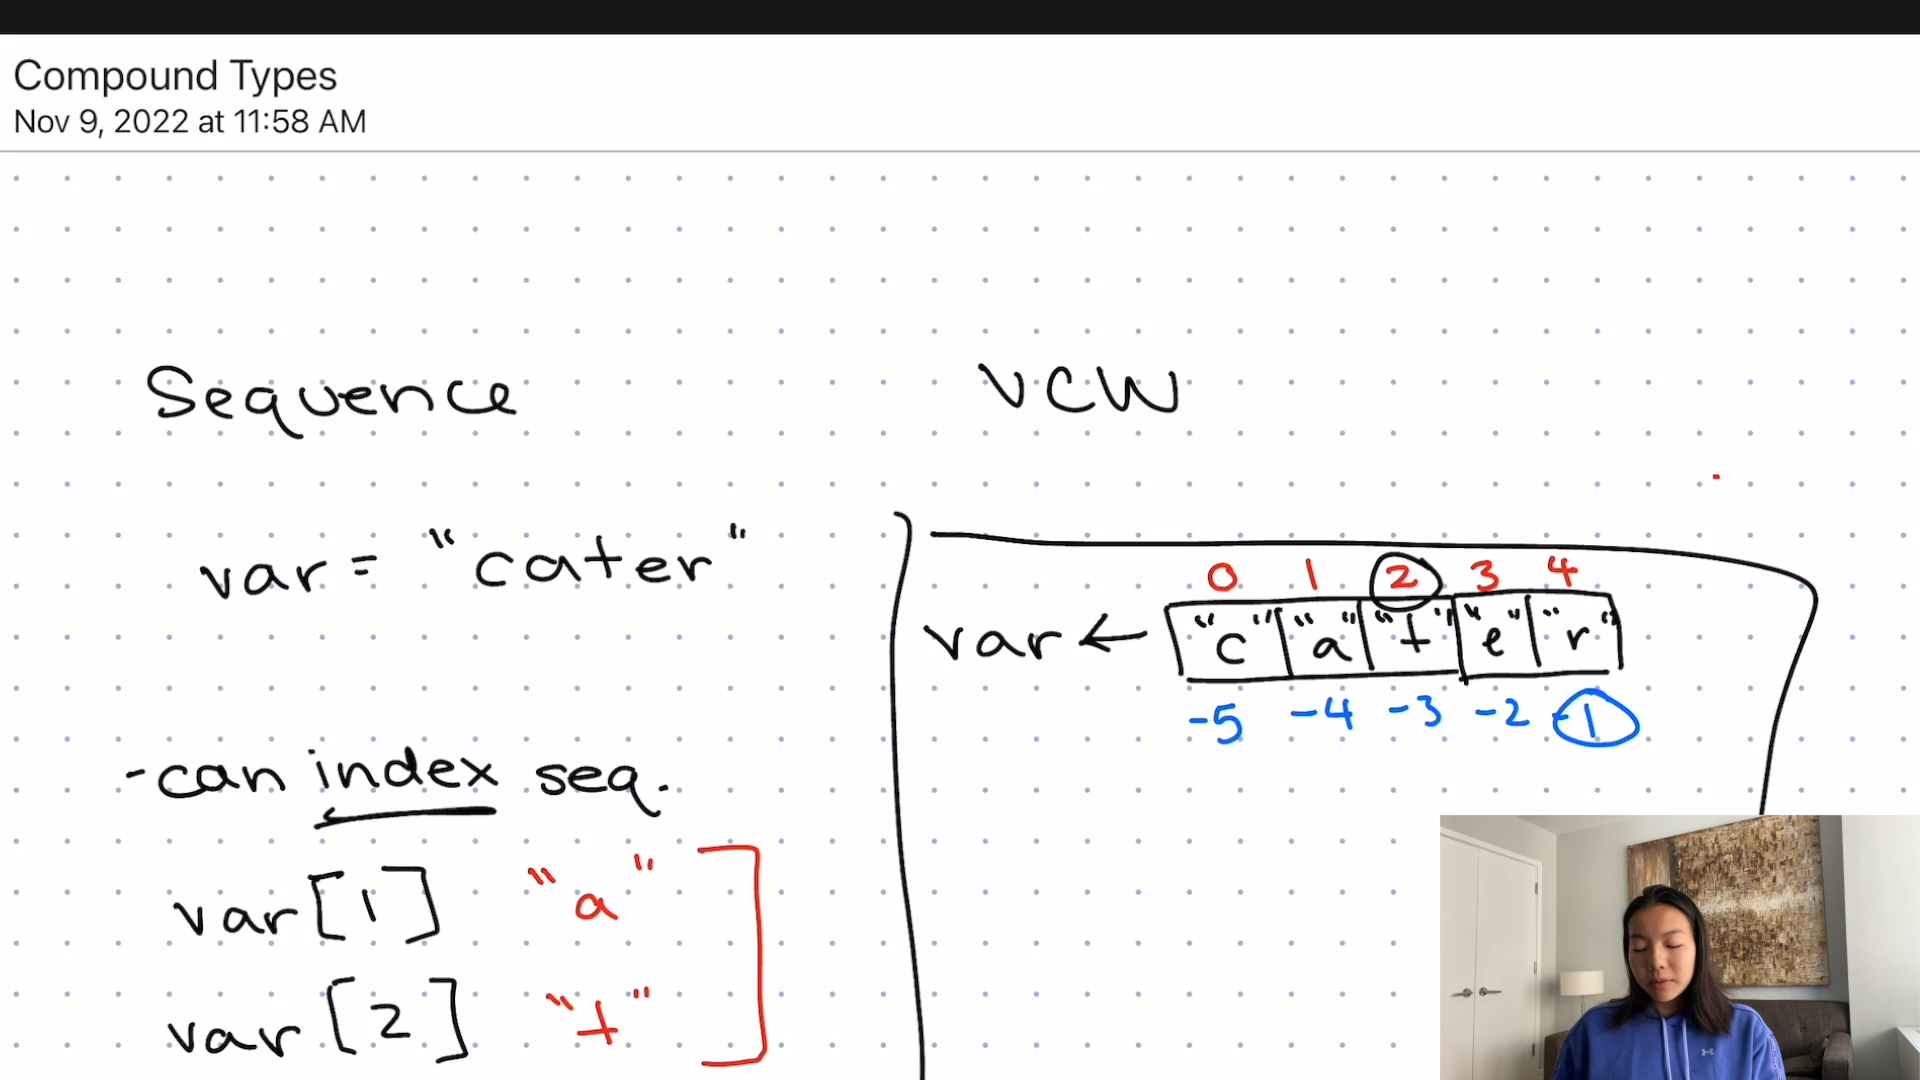 Compound Types
Nov 9, 2022 at 11:58 AM
Sequence
var = "cater"
-can index seq.
var[1] "a"
var[2] "t"
VCW
0 1 2 3 4
var ← "c" "a" "t" "e" "r"
-5 -4 -3 -2 -1